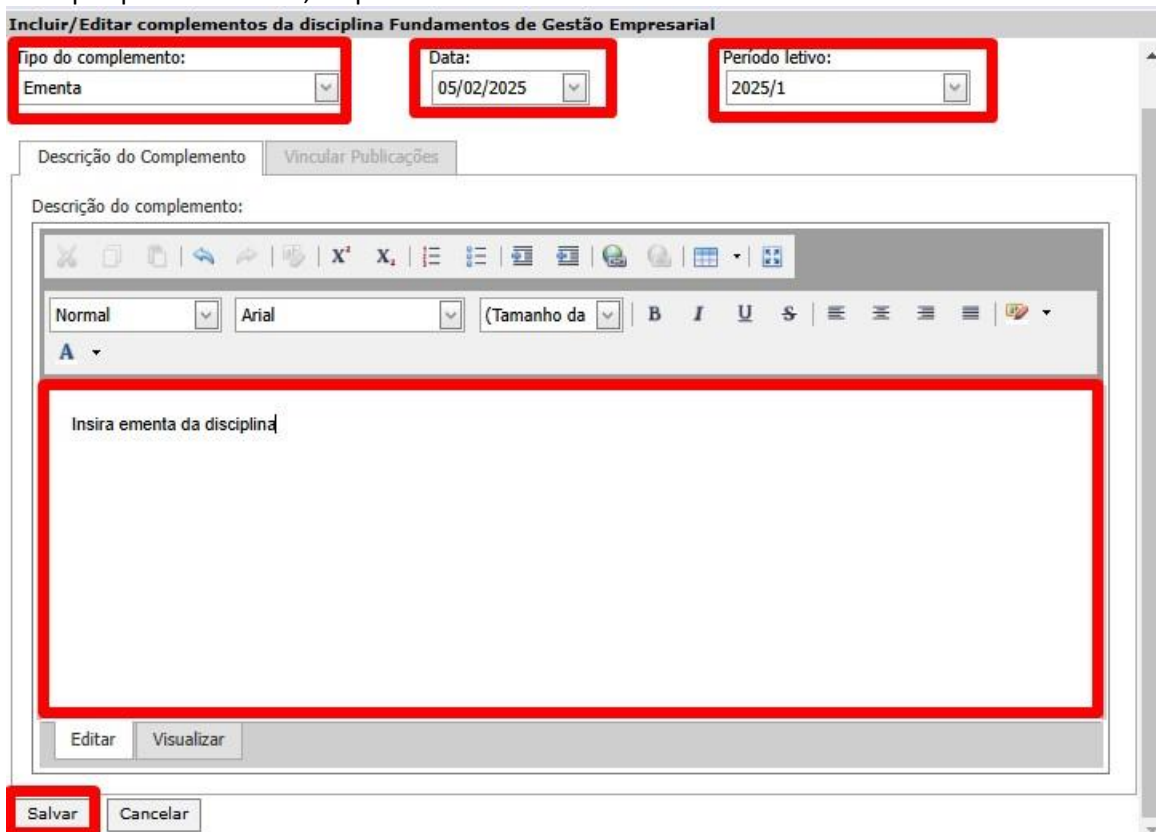 Incluir/Editar complementos da disciplina Fundamentos de Gestão Empresarial
Tipo do complemento: Data: Período letivo:
Ementa 05/02/2025 2025/1
Descrição do Complemento Vincular Publicações
Descrição do complemento:
X² X₂
Normal Arial (Tamanho da B I U S
A
Insira ementa da disciplina
Editar Visualizar
Salvar Cancelar